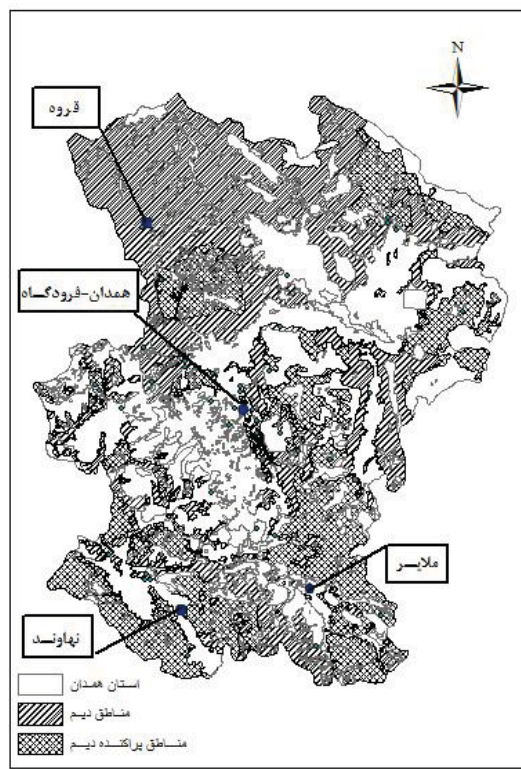 N
قروه
همدان-فرودگاه
ملایر
نهاوند
استان همدان
مناطق دیم
مناطق پراکنده دیم